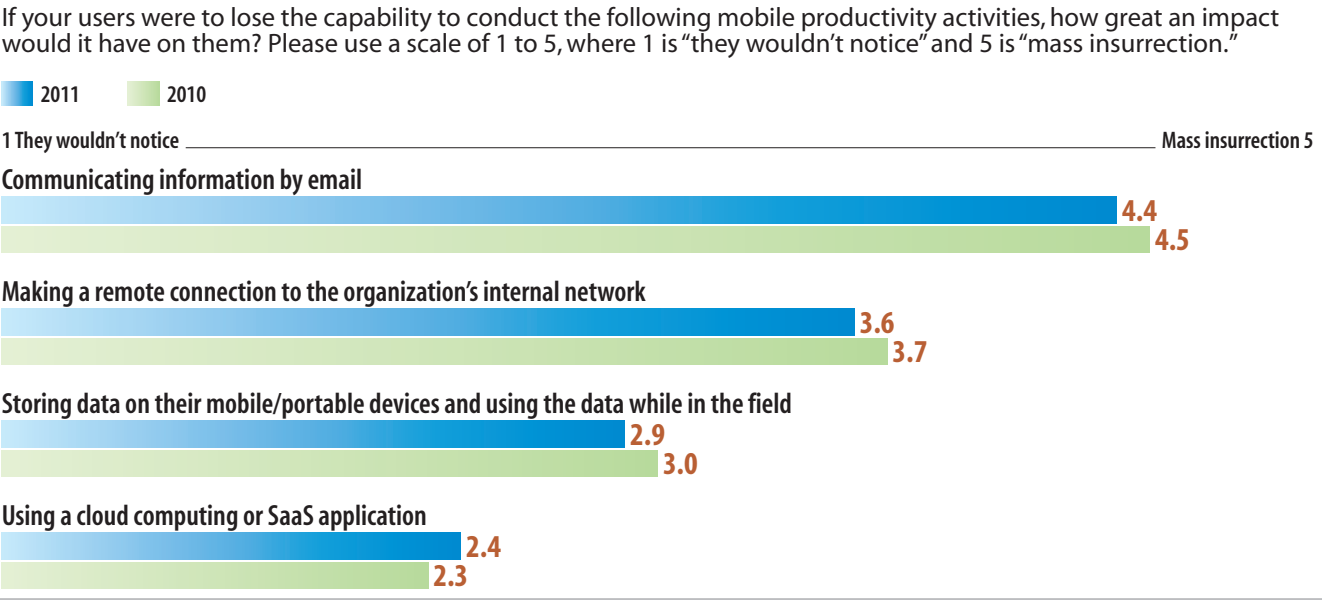 If your users were to lose the capability to conduct the following mobile productivity activities, how great an impact
would it have on them? Please use a scale of 1 to 5, where 1 is “they wouldn’t notice” and 5 is “mass insurrection.”
2011 2010
1 They wouldn’t notice Mass insurrection 5
Communicating information by email
4.4
4.5
Making a remote connection to the organization’s internal network
3.6
3.7
Storing data on their mobile/portable devices and using the data while in the field
2.9
3.0
Using a cloud computing or SaaS application
2.4
2.3